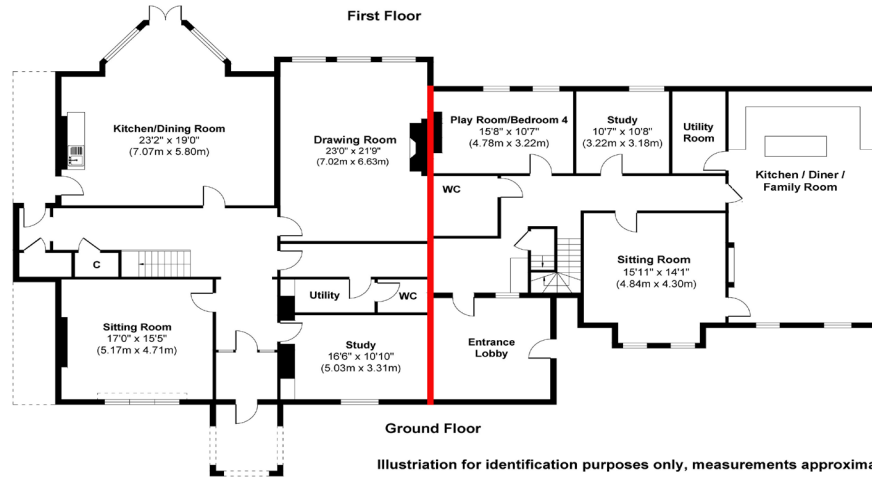 First Floor
Kitchen/Dining Room
23'2" x 19'0"
(7.07m x 5.80m)
Drawing Room
23'0" x 21'9"
(7.02m x 6.63m)
Play Room/Bedroom 4
15'8" x 10'7"
(4.78m x 3.22m)
Study
10'7" x 10'8"
(3.22m x 3.18m)
Utility
Room
Kitchen / Diner /
Family Room
WC
C
Sitting Room
15'11" x 14'1"
(4.84m x 4.30m)
Utility
WC
Sitting Room
17'0" x 15'5"
(5.17m x 4.71m)
Study
16'6" x 10'10"
(5.03m x 3.31m)
Entrance
Lobby
Ground Floor
Illustriation for identification purposes only, measurements approxima